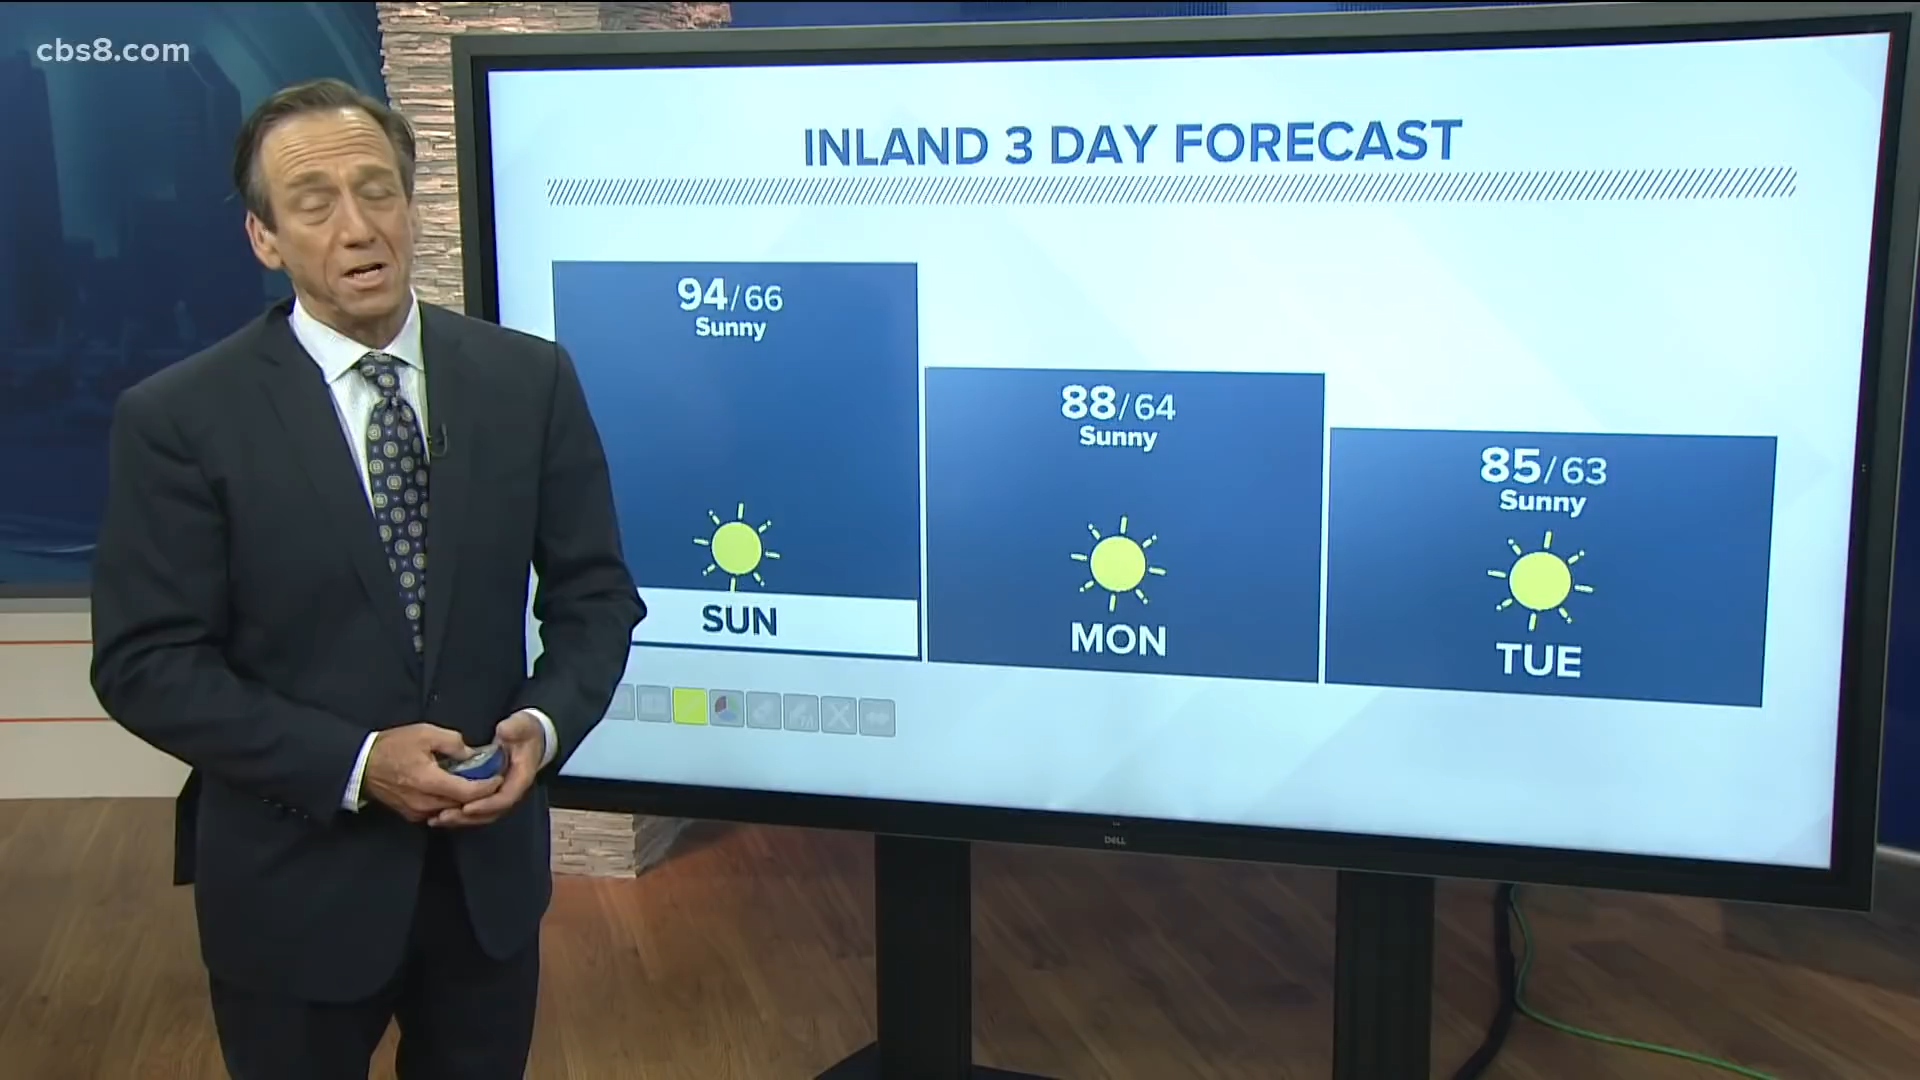 cbs8.com
INLAND 3 DAY FORECAST
94/66
Sunny
SUN
88/64
Sunny
MON
85/63
Sunny
TUE
DELL